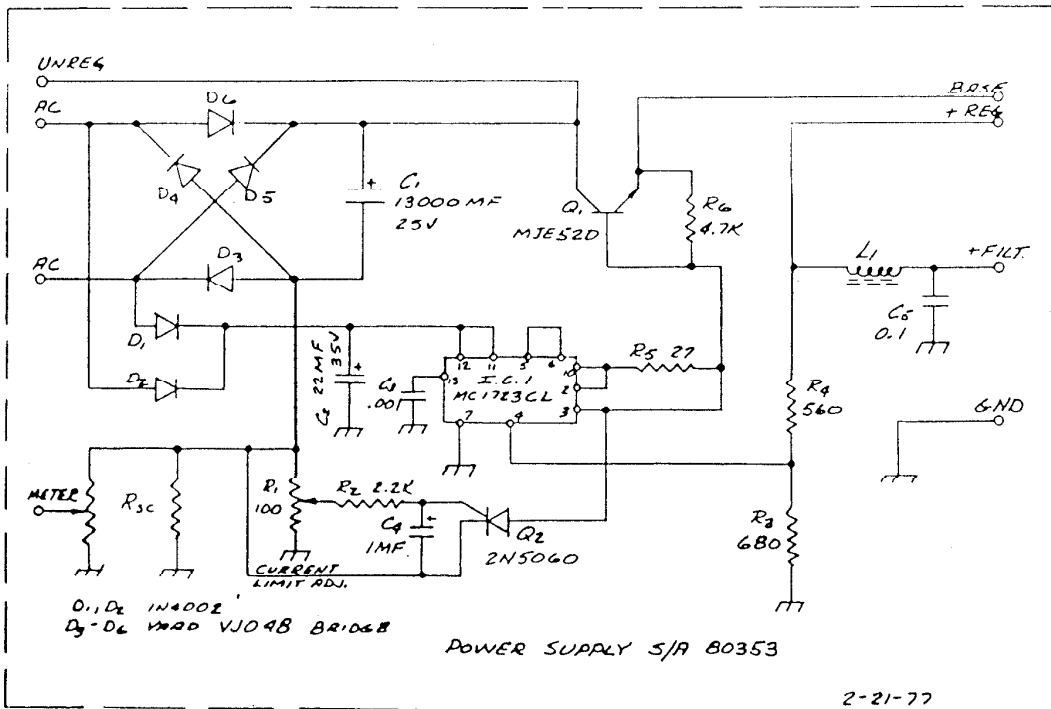 UNREG
AC
D6
D4
D5
C1
13000 MF
25V
AC
D3
D1
D2
BASE
+ REG
Q1
MJE520
R6
4.7K
L1
+FILT.
C5
0.1
C2
22MF
35V
C3
.001
12
11
5
6
13
I.C.1
MC1723CL
10
2
3
7
4
R5 27
R4
560
GND
METER
RSC
R1
100
R2 2.2K
C4
1MF
Q2
2N5060
R3
680
CURRENT
LIMIT ADJ.
D1, D2 1N4002
D3-D6 VARO VJ048 BRIDGE
POWER SUPPLY S/A 80353
2-21-77